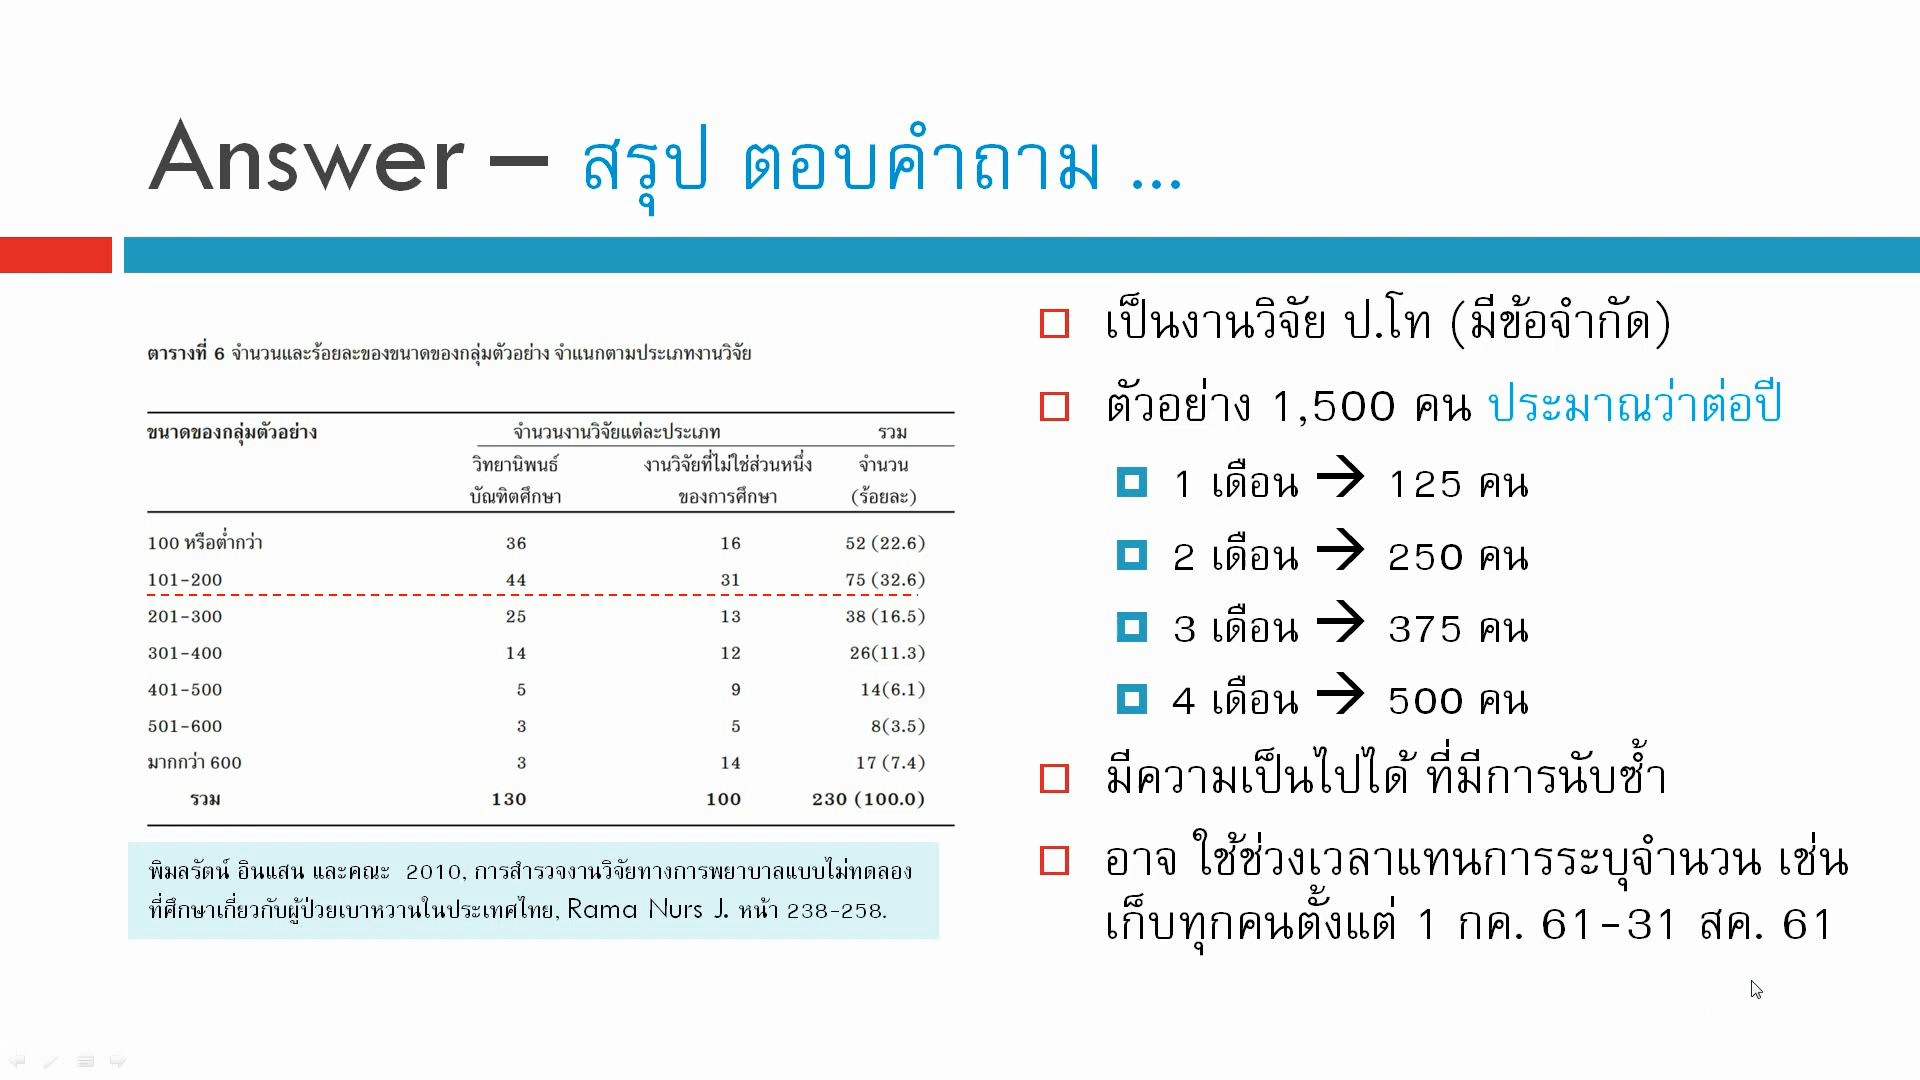 Answer – สรุป ตอบคำถาม ...
ตารางที่ 6 จำนวนและร้อยละของขนาดของกลุ่มตัวอย่าง จำแนกตามประเภทงานวิจัย
ขนาดของกลุ่มตัวอย่าง จำนวนงานวิจัยแต่ละประเภท รวม
วิทยานิพนธ์ งานวิจัยที่ไม่ใช่ส่วนหนึ่ง จำนวน
บัณฑิตศึกษา ของการศึกษา (ร้อยละ)
100 หรือต่ำกว่า 36 16 52 (22.6)
101-200 44 31 75 (32.6)
201-300 25 13 38 (16.5)
301-400 14 12 26(11.3)
401-500 5 9 14(6.1)
501-600 3 5 8(3.5)
มากกว่า 600 3 14 17 (7.4)
รวม 130 100 230 (100.0)
พิมลรัตน์ อินแสน และคณะ 2010, การสำรวจงานวิจัยทางการพยาบาลแบบไม่ทดลอง
ที่ศึกษาเกี่ยวกับผู้ป่วยเบาหวานในประเทศไทย, Rama Nurs J. หน้า 238-258.
เป็นงานวิจัย ป.โท (มีข้อจำกัด)
ตัวอย่าง 1,500 คน ประมาณว่าต่อปี
1 เดือน → 125 คน
2 เดือน → 250 คน
3 เดือน → 375 คน
4 เดือน → 500 คน
มีความเป็นไปได้ ที่มีการนับซ้ำ
อาจ ใช้ช่วงเวลาแทนการระบุจำนวน เช่น
เก็บทุกคนตั้งแต่ 1 กค. 61-31 สค. 61